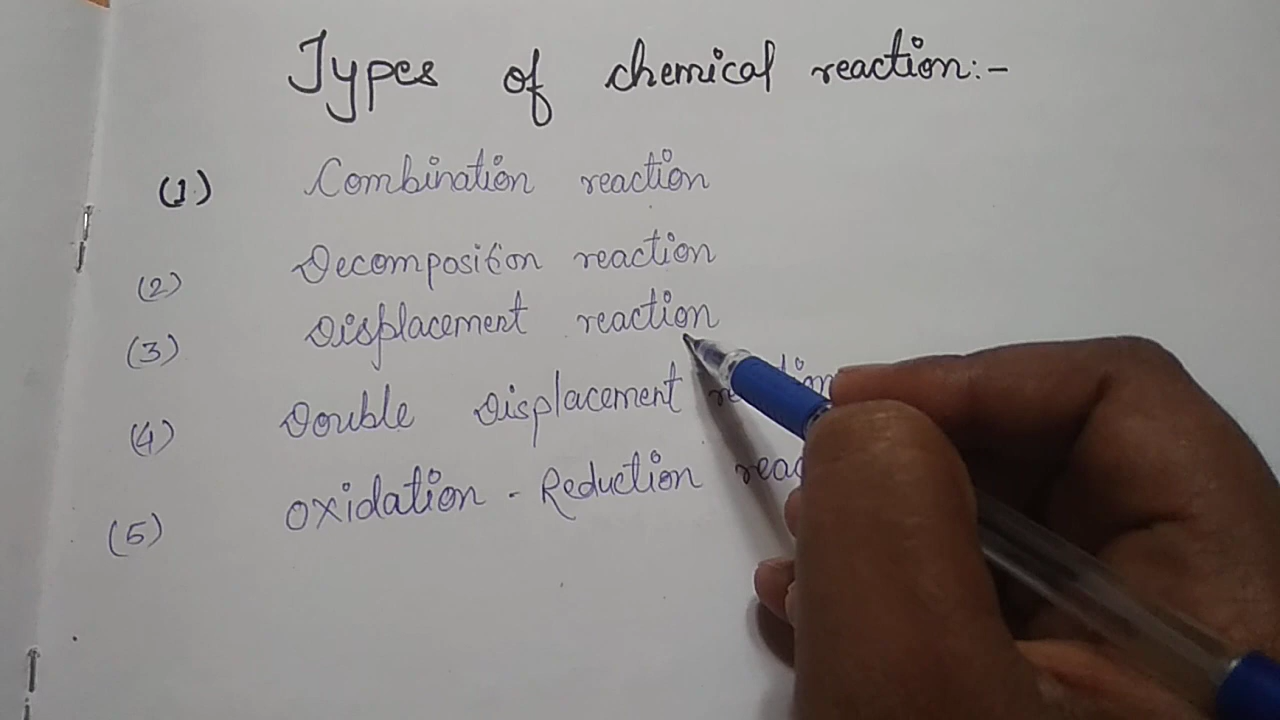 Types of chemical reaction:-
(1) Combination reaction
(2) Decomposition reaction
(3) Displacement reaction
(4) Double Displacement
(5) Oxidation - Reduction